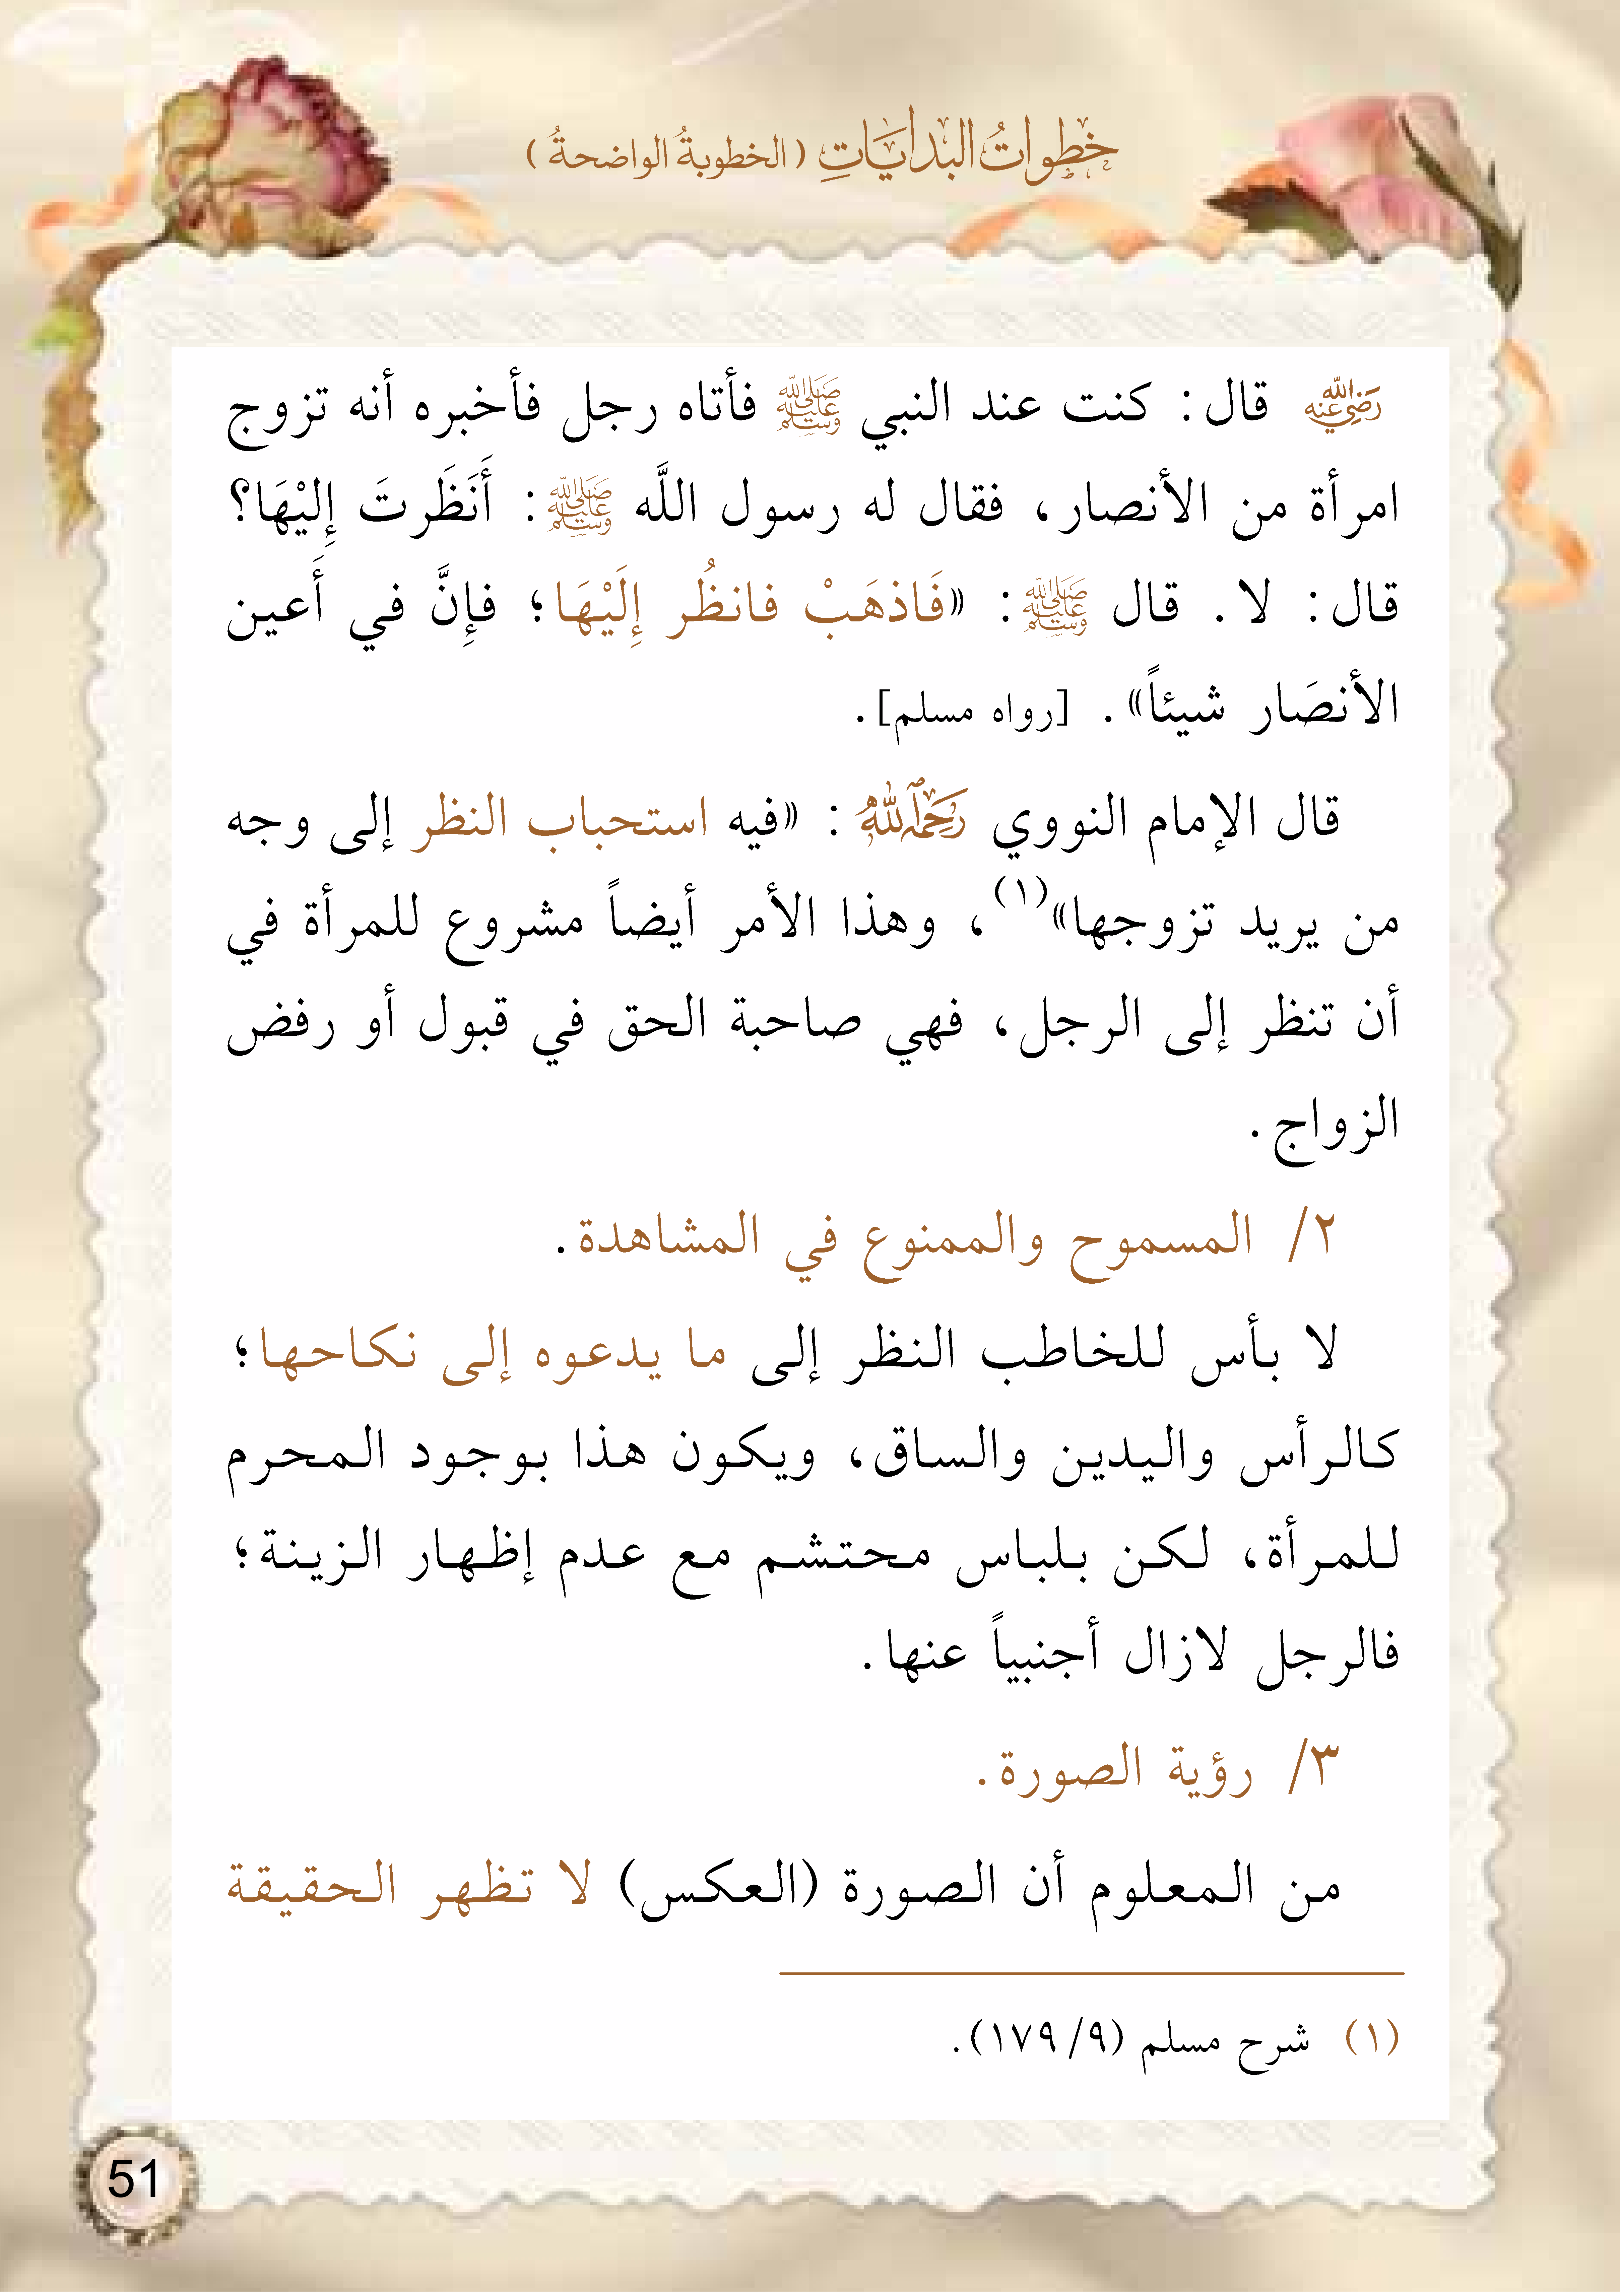 خطوات البدايات (الخطوبةُ الواضحةُ)
رضي الله عنه قال: كنت عند النبي ﷺ فأتاه رجل فأخبره أنه تزوج
امرأة من الأنصار، فقال له رسول اللَّه ﷺ: أَنَظَرتَ إِليْهَا؟
قال: لا. قال ﷺ: «فَاذهَبْ فانظُر إِلَيْهَا؛ فإِنَّ في أَعين
الأنصَار شيئاً». [رواه مسلم].
قال الإمام النووي رحمه الله: «فيه استحباب النظر إلى وجه
من يريد تزوجها»(١)، وهذا الأمر أيضاً مشروع للمرأة في
أن تنظر إلى الرجل، فهي صاحبة الحق في قبول أو رفض
الزواج.
٢/ المسموح والممنوع في المشاهدة.
لا بأس للخاطب النظر إلى ما يدعوه إلى نكاحها؛
كالرأس واليدين والساق، ويكون هذا بوجود المحرم
للمرأة، لكن بلباس محتشم مع عدم إظهار الزينة؛
فالرجل لازال أجنبياً عنها.
٣/ رؤية الصورة.
من المعلوم أن الصورة (العكس) لا تظهر الحقيقة
(١) شرح مسلم (٩/ ١٧٩).
51